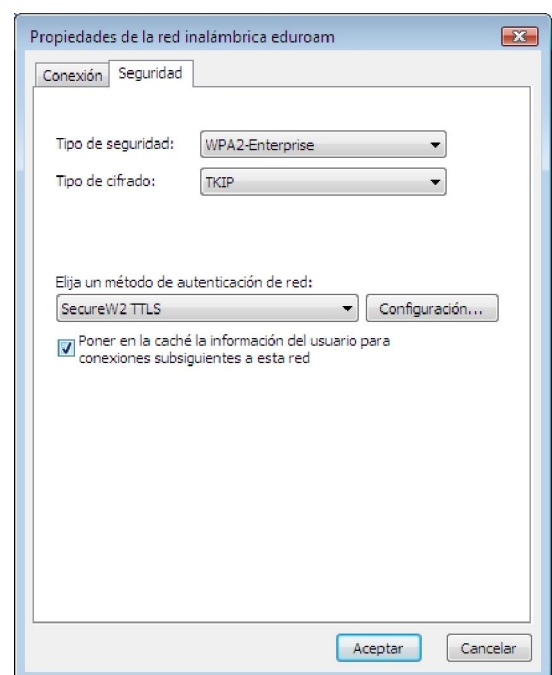 Propiedades de la red inalámbrica eduroam
Conexión
Seguridad
Tipo de seguridad:
WPA2-Enterprise
Tipo de cifrado:
TKIP
Elija un método de autenticación de red:
SecureW2 TTLS
Configuración...
Poner en la caché la información del usuario para
conexiones subsiguientes a esta red
Aceptar
Cancelar